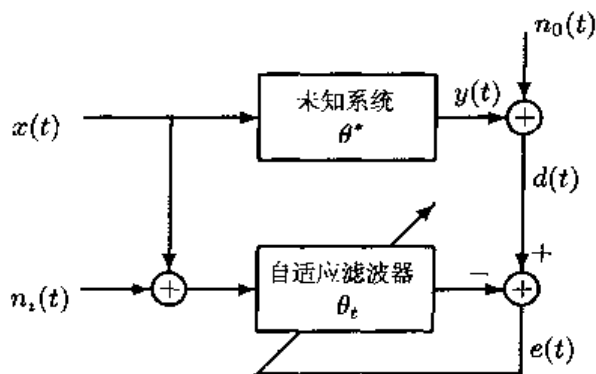 n₀(t)
未知系统
θ*
y(t)
x(t)
+
d(t)
+
自适应滤波器
θₜ
−
nᵢ(t)
+
+
e(t)